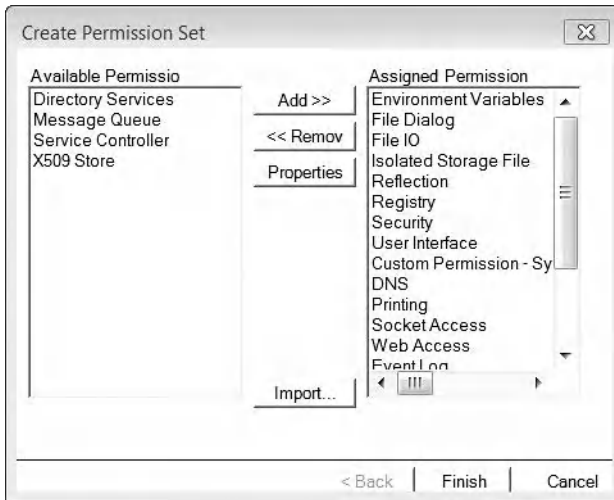 Create Permission Set
Available Permissio
Directory Services
Message Queue
Service Controller
X509 Store
Add >>
<< Remov
Properties
Import...
Assigned Permission
Environment Variables
File Dialog
File IO
Isolated Storage File
Reflection
Registry
Security
User Interface
Custom Permission - Sy
DNS
Printing
Socket Access
Web Access
Event Log
< Back
Finish
Cancel